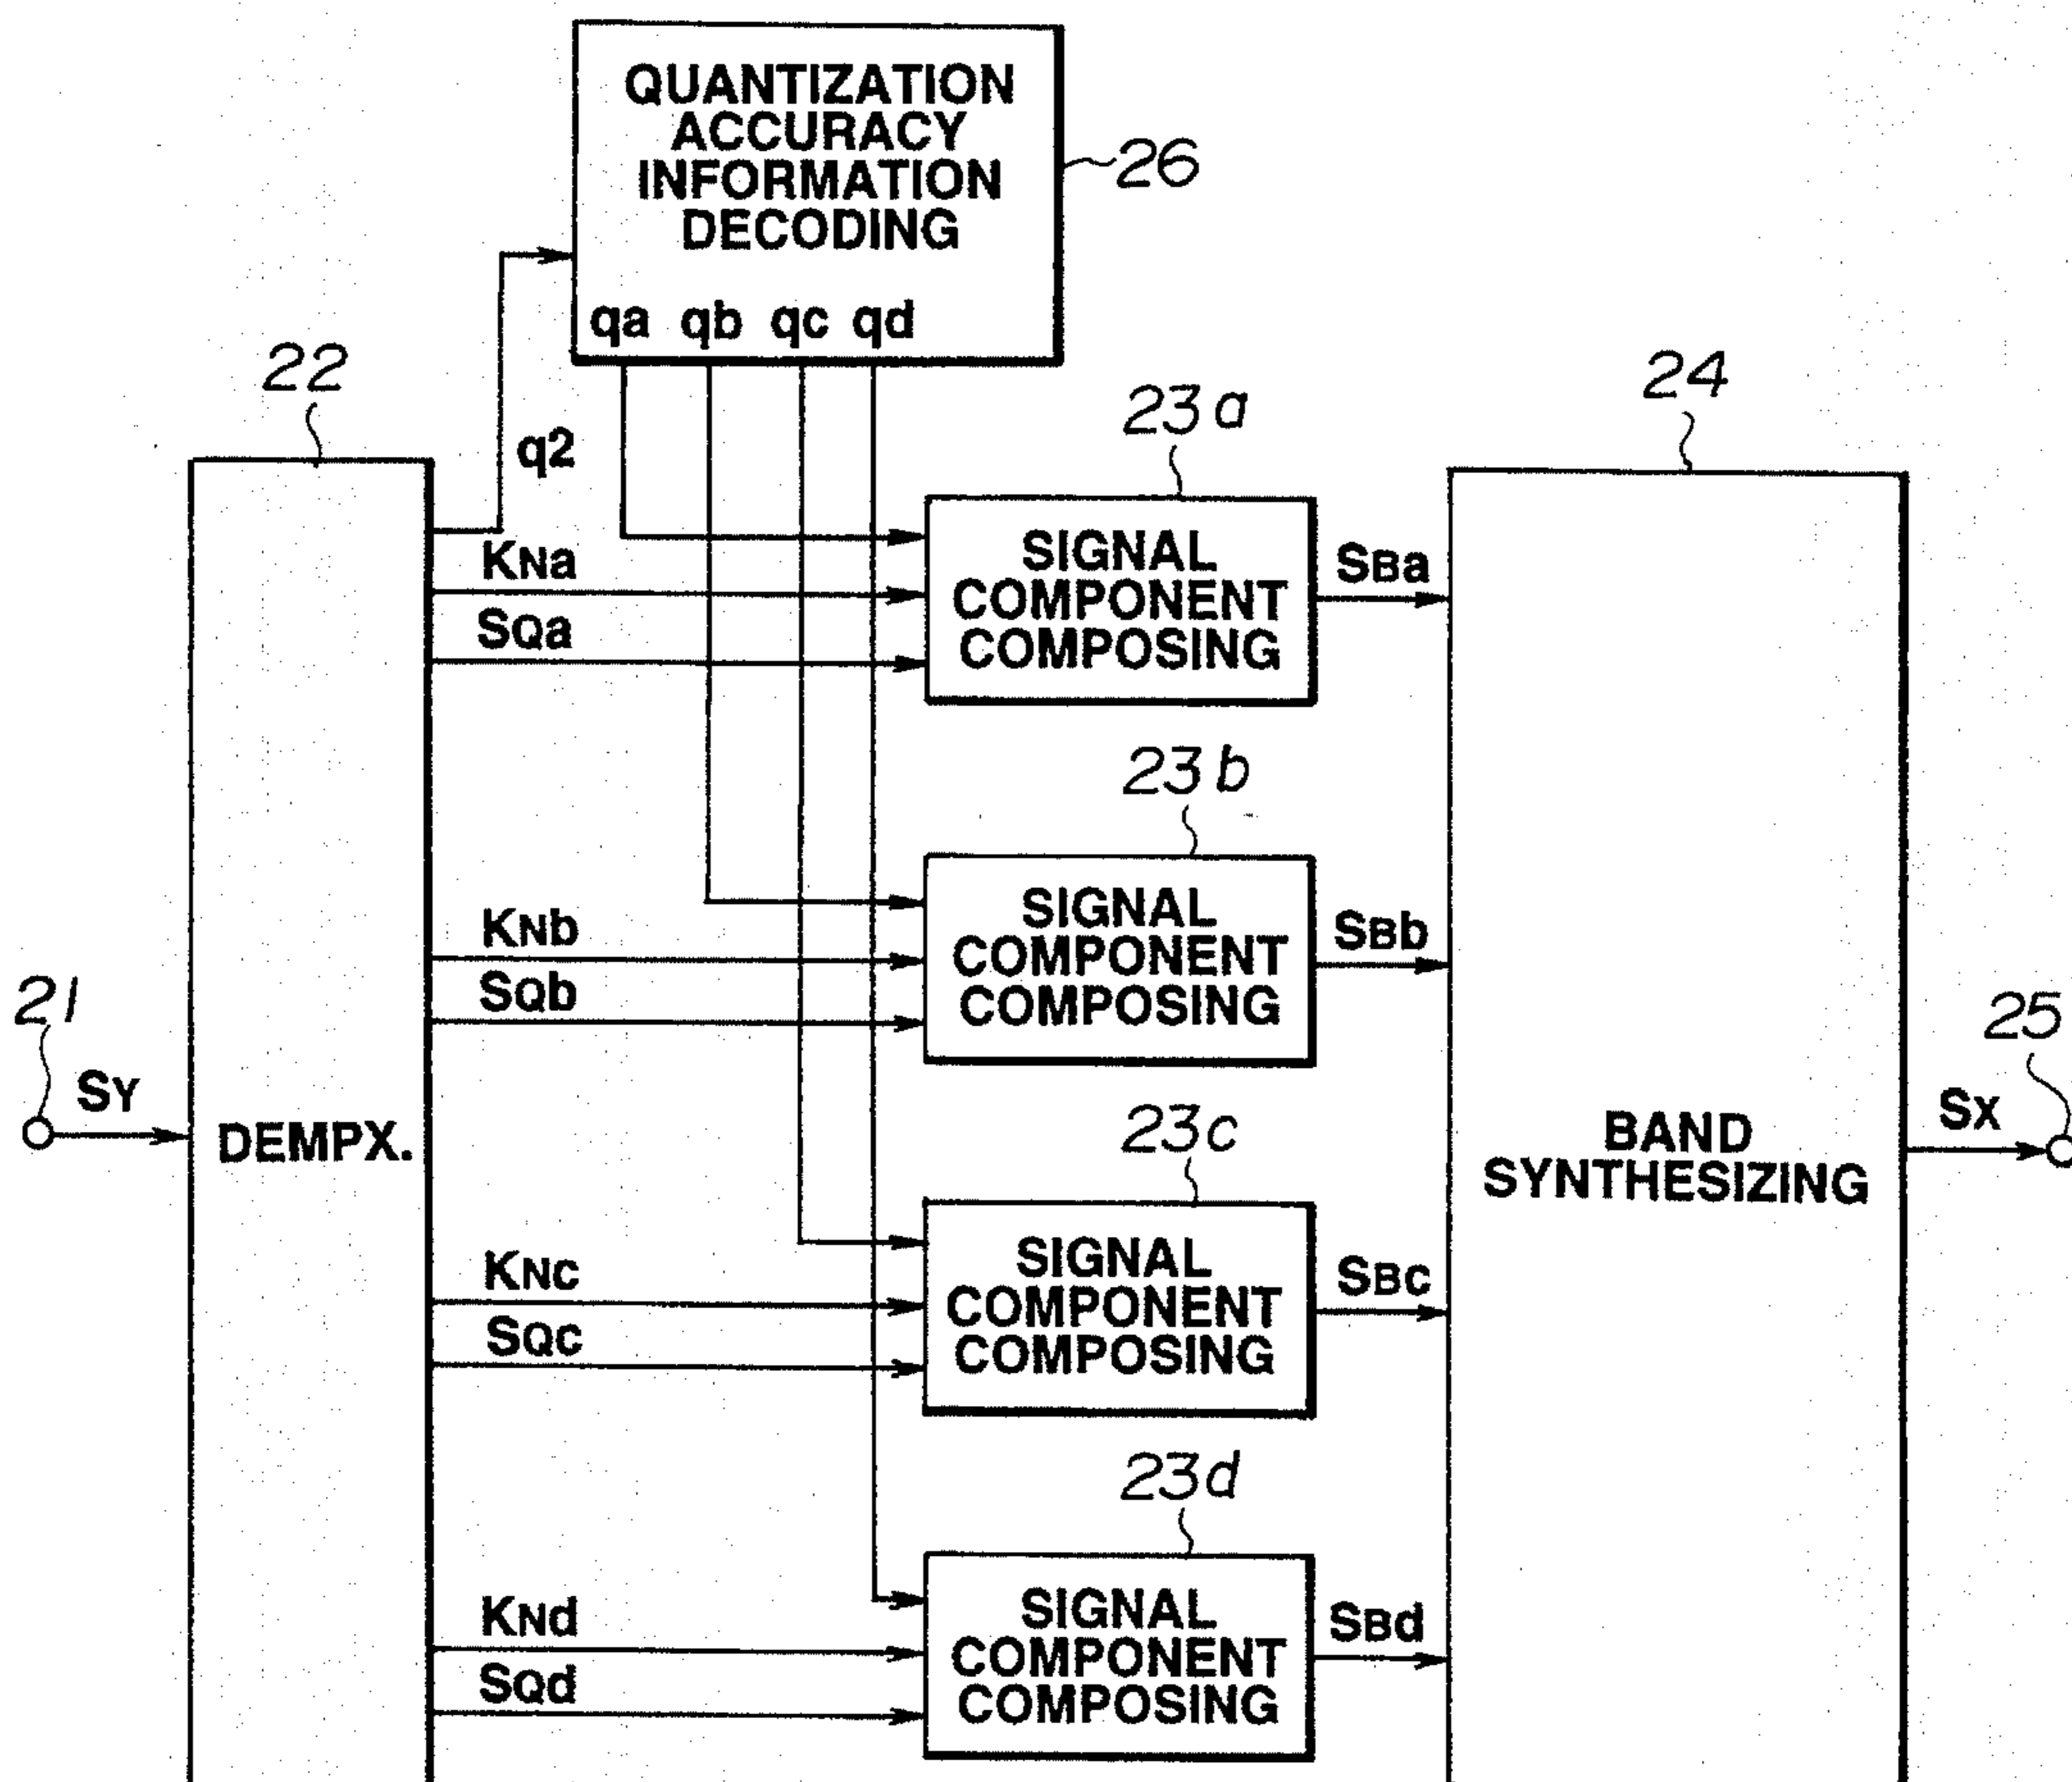 QUANTIZATION
ACCURACY
INFORMATION
DECODING
26
qa qb qc qd
22
q2
23a
24
KNa
SQa
SIGNAL
COMPONENT
COMPOSING
SBa
23b
KNb
SQb
SIGNAL
COMPONENT
COMPOSING
SBb
21
SY
DEMPX.
25
SX
BAND
SYNTHESIZING
23c
KNc
SQc
SIGNAL
COMPONENT
COMPOSING
SBc
23d
KNd
SQd
SIGNAL
COMPONENT
COMPOSING
SBd